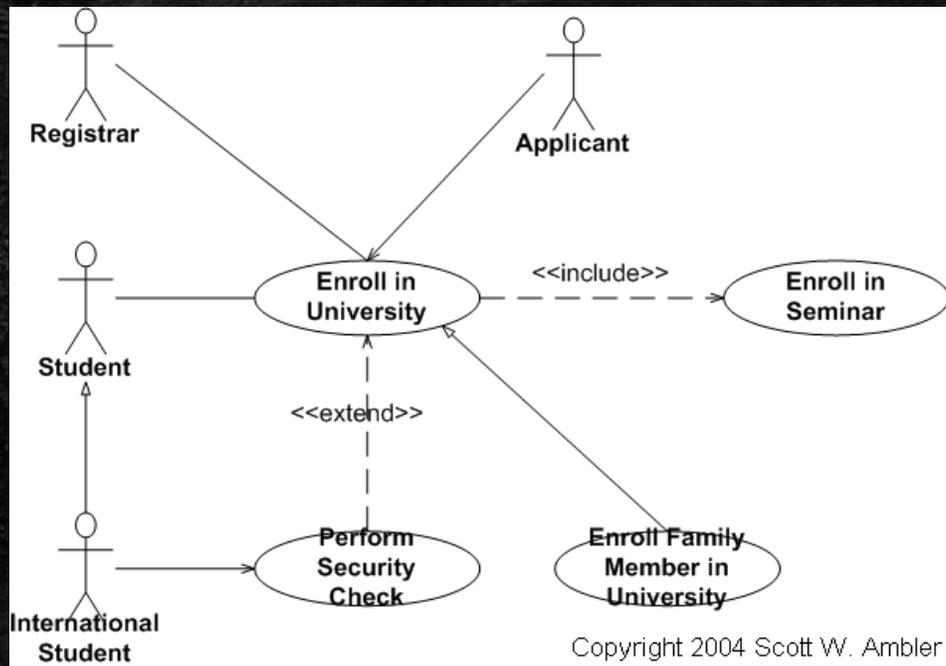 Registrar
Applicant
Enroll in
University
<<include>>
Enroll in
Seminar
Student
<<extend>>
Perform
Security
Check
Enroll Family
Member in
University
International
Student
Copyright 2004 Scott W. Ambler